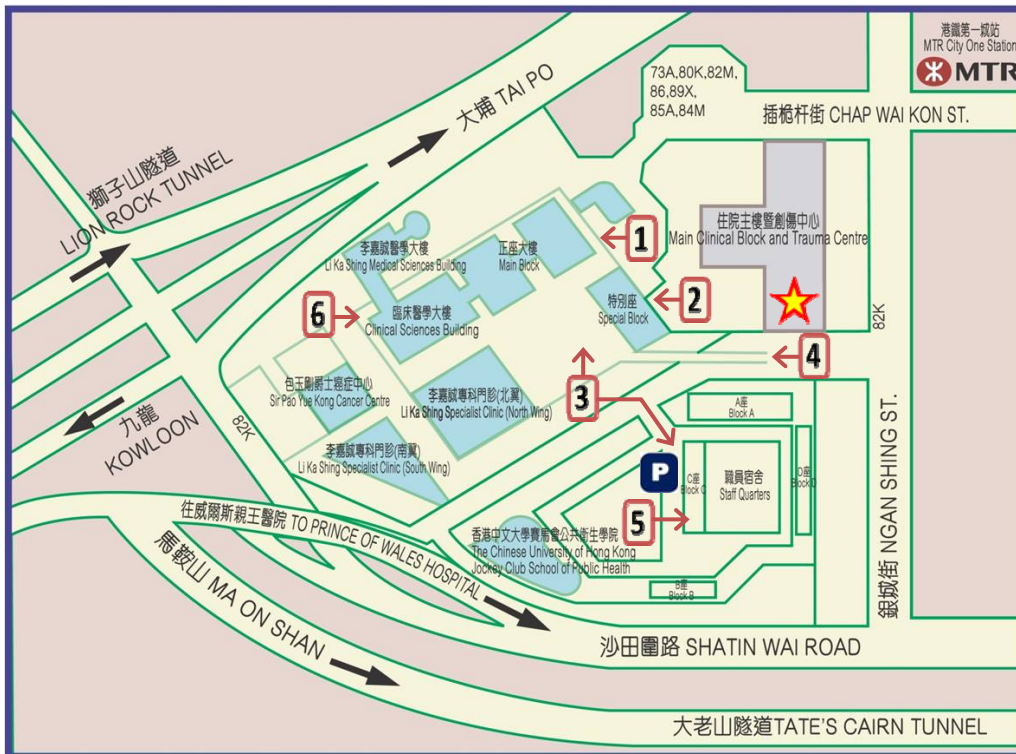 港鐵第一城站
MTR City One Station
MTR
73A,80K,82M,
86,89X,
85A,84M
插桅杆街 CHAP WAI KON ST.
大埔 TAI PO
獅子山隧道
LION ROCK TUNNEL
住院主樓暨創傷中心
Main Clinical Block and Trauma Centre
1
李嘉誠醫學大樓
Li Ka Shing Medical Sciences Building
正座大樓
Main Block
2
特別座
Special Block
6
臨床醫學大樓
Clinical Sciences Building
82K
4
包玉剛爵士癌症中心
Sir Pao Yue Kong Cancer Centre
李嘉誠專科門診(北翼)
Li Ka Shing Specialist Clinic (North Wing)
3
A座
Block A
九龍
KOWLOON
82K
李嘉誠專科門診(南翼)
Li Ka Shing Specialist Clinic (South Wing)
P
C座
Block C
職員宿舍
Staff Quarters
D座
Block D
銀城街 NGAN SHING ST.
5
往威爾斯親王醫院 TO PRINCE OF WALES HOSPITAL
香港中文大學賽馬會公共衛生學院
The Chinese University of Hong Kong
Jockey Club School of Public Health
B座
Block B
馬鞍山 MA ON SHAN
沙田圍路 SHATIN WAI ROAD
大老山隧道TATE'S CAIRN TUNNEL